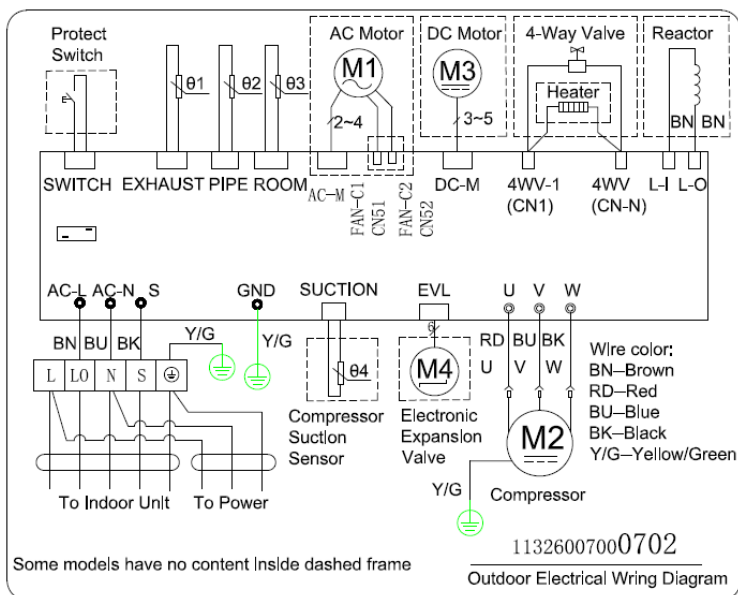 Protect
Switch
AC Motor
DC Motor
4-Way Valve
Reactor
θ1
θ2
θ3
M1
M3
Heater
2~4
3~5
BN
BN
SWITCH
EXHAUST
PIPE
ROOM
AC-M
FAN-C1
CN51
FAN-C2
CN52
DC-M
4WV-1
(CN1)
4WV
(CN-N)
L-I
L-O
AC-L
AC-N
S
GND
SUCTION
EVL
U
V
W
BN
BU
BK
Y/G
Y/G
6
RD
BU
BK
U
V
W
L
LO
N
S
θ4
M4
M2
Wire color:
BN—Brown
RD—Red
BU—Blue
BK—Black
Y/G—Yellow/Green
Compressor
Suction
Sensor
Electronic
Expansion
Valve
To Indoor Unit
To Power
Y/G
Compressor
Some models have no content Inside dashed frame
11326007000702
Outdoor Electrical Wiring Diagram